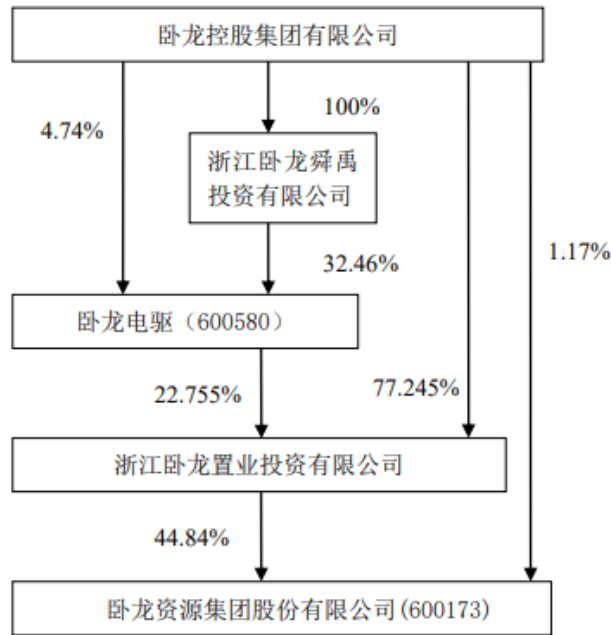 卧龙控股集团有限公司
4.74%
100%
浙江卧龙舜禹
投资有限公司
1.17%
32.46%
卧龙电驱（600580）
22.755%
77.245%
浙江卧龙置业投资有限公司
44.84%
卧龙资源集团股份有限公司(600173)